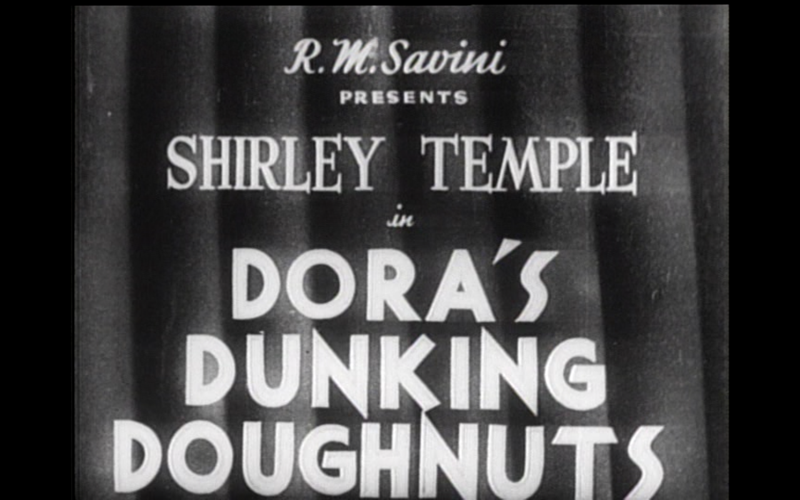 R. M. Savini
PRESENTS
SHIRLEY TEMPLE
in
DORA'S
DUNKING
DOUGHNUTS